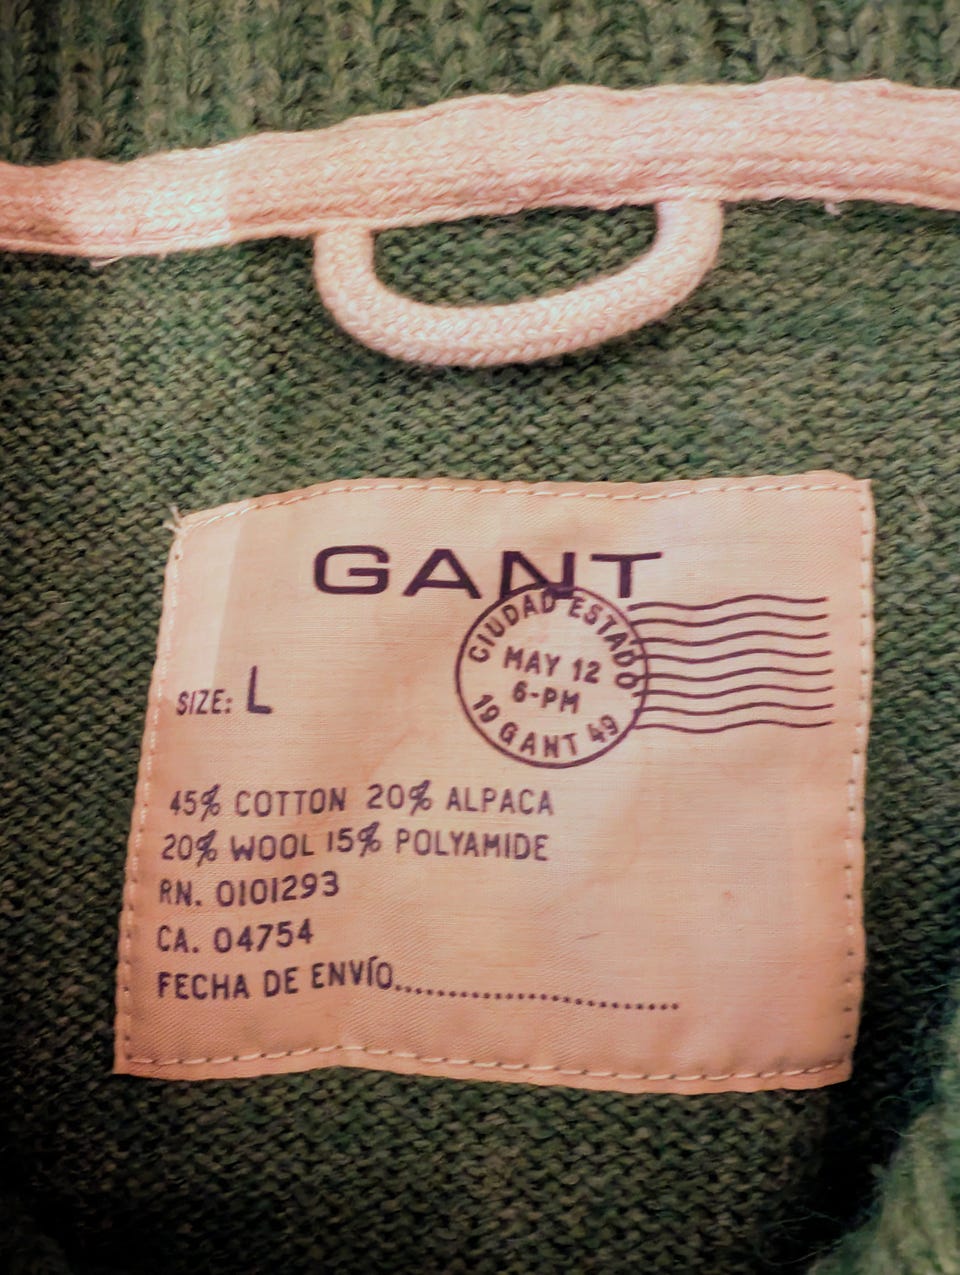 GANT
CIUDAD ESTADO
MAY 12
6-PM
19 GANT 49
SIZE: L
45% COTTON 20% ALPACA
20% WOOL 15% POLYAMIDE
RN. 0101293
CA. 04754
FECHA DE ENVÍO..............................